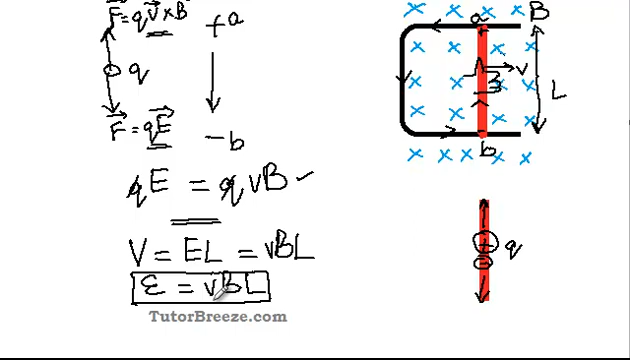 F⃗ = qV⃗×B⃗
+ a
q
F⃗ = qE⃗
- b
qE = qvB
V = EL = vBL
ε = vBL
TutorBreeze.com
a
B
+
v
L
-
b
+
q
-